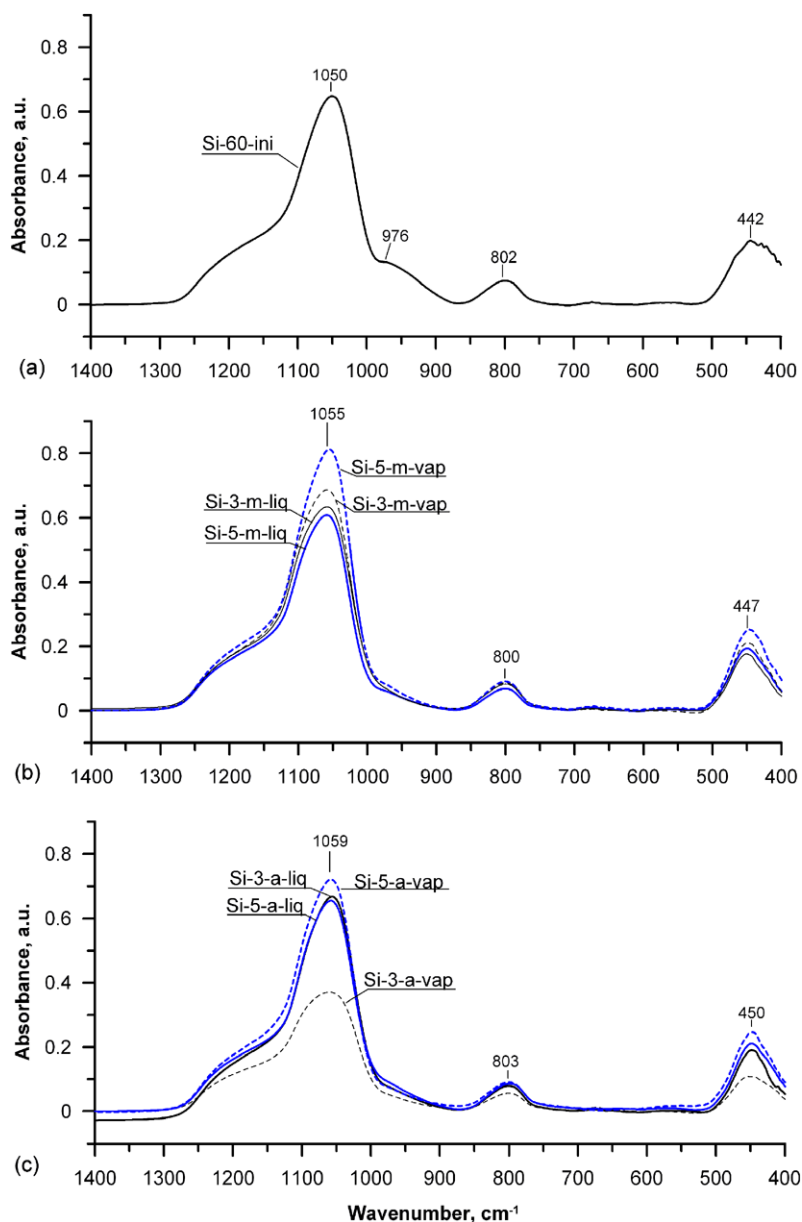 0.8
1050
0.6
Si-60-ini
Absorbance, a.u.
0.4
0.2
976
802
442
0
(a)
1400 1300 1200 1100 1000 900 800 700 600 500 400
0.8
1055
Si-5-m-vap
Si-3-m-liq
Si-3-m-vap
0.6
Si-5-m-liq
Absorbance, a.u.
0.4
0.2
800
447
0
(b)
1400 1300 1200 1100 1000 900 800 700 600 500 400
0.8
1059
Si-3-a-liq
Si-5-a-vap
Si-5-a-liq
0.6
Absorbance, a.u.
0.4
Si-3-a-vap
0.2
803
450
0
(c)
1400 1300 1200 1100 1000 900 800 700 600 500 400
Wavenumber, cm⁻¹